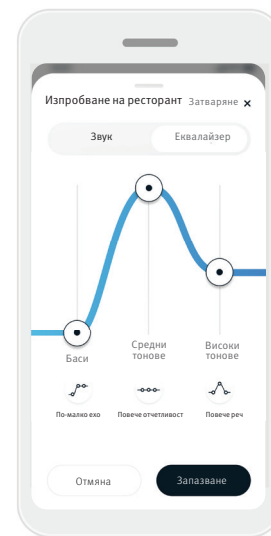 Изпробване на ресторант Затваряне ×
Звук Еквалайзер
Баси Средни тонове Високи тонове
По-малко ехо Повече отчетливост Повече реч
Отмяна Запазване